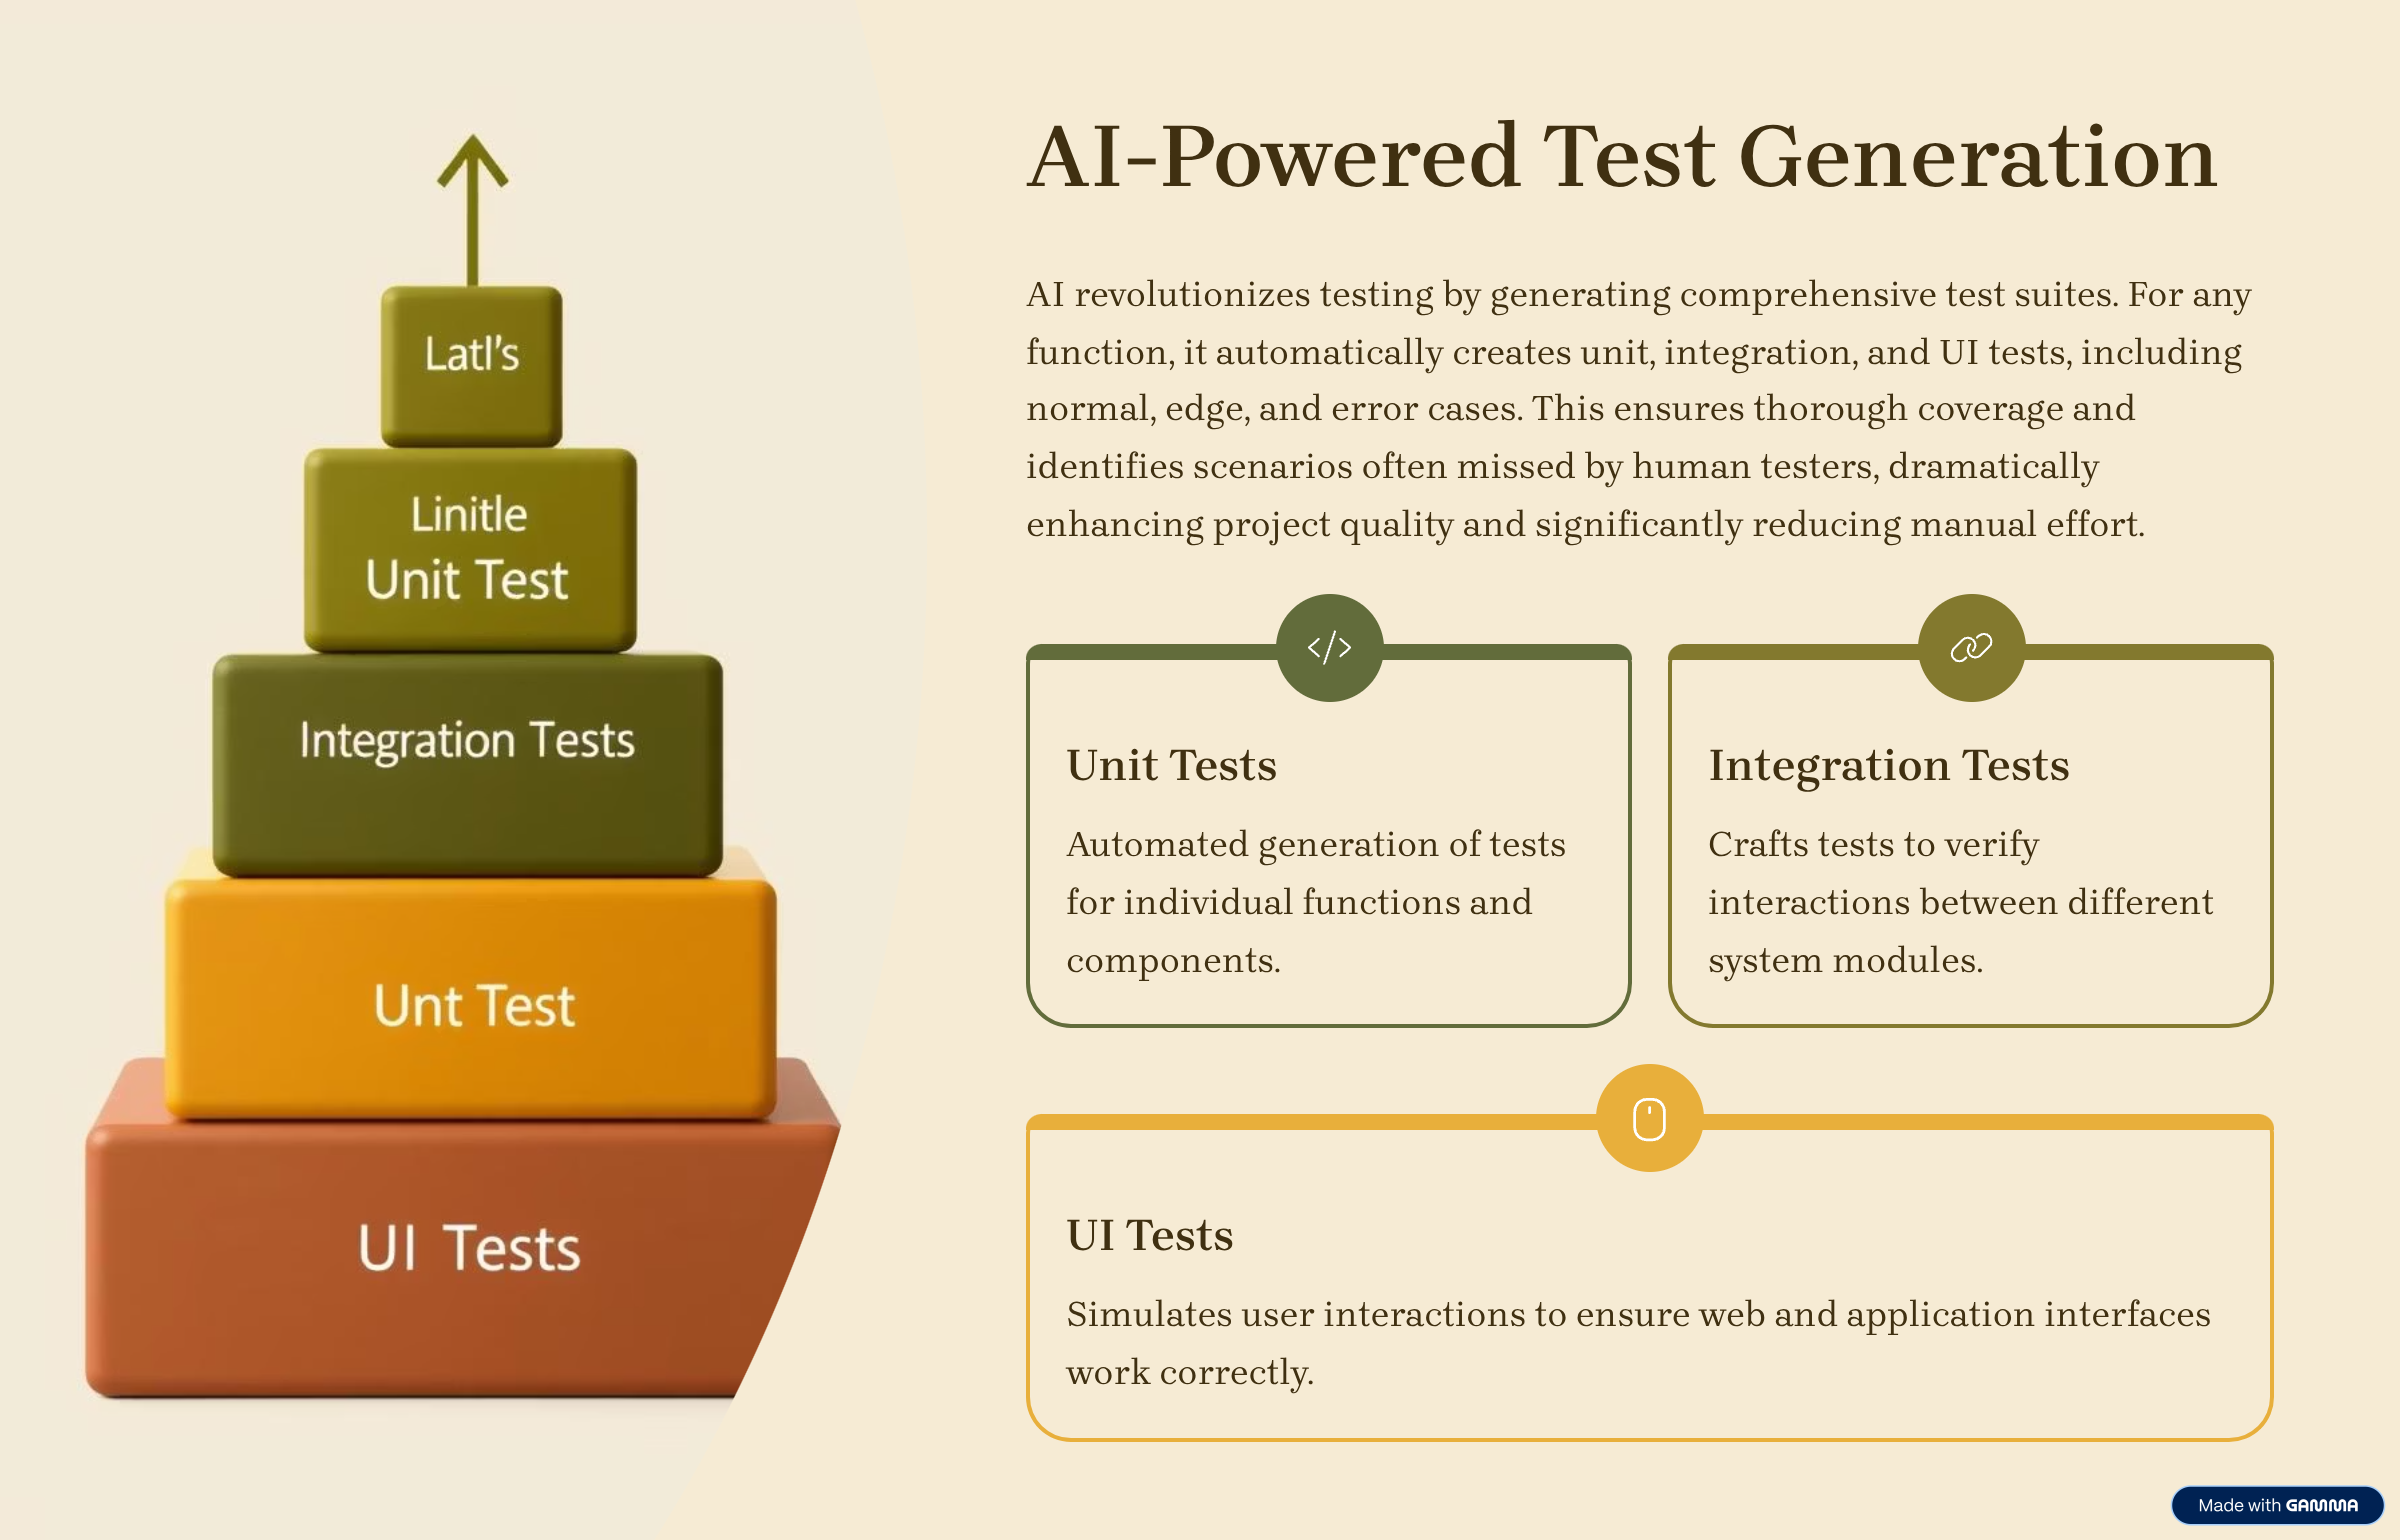 Latl's
Linitle
Unit Test
Integration Tests
Unt Test
UI Tests
AI-Powered Test Generation
AI revolutionizes testing by generating comprehensive test suites. For any
function, it automatically creates unit, integration, and UI tests, including
normal, edge, and error cases. This ensures thorough coverage and
identifies scenarios often missed by human testers, dramatically
enhancing project quality and significantly reducing manual effort.
Unit Tests
Automated generation of tests
for individual functions and
components.
Integration Tests
Crafts tests to verify
interactions between different
system modules.
UI Tests
Simulates user interactions to ensure web and application interfaces
work correctly.
Made with GAMMA